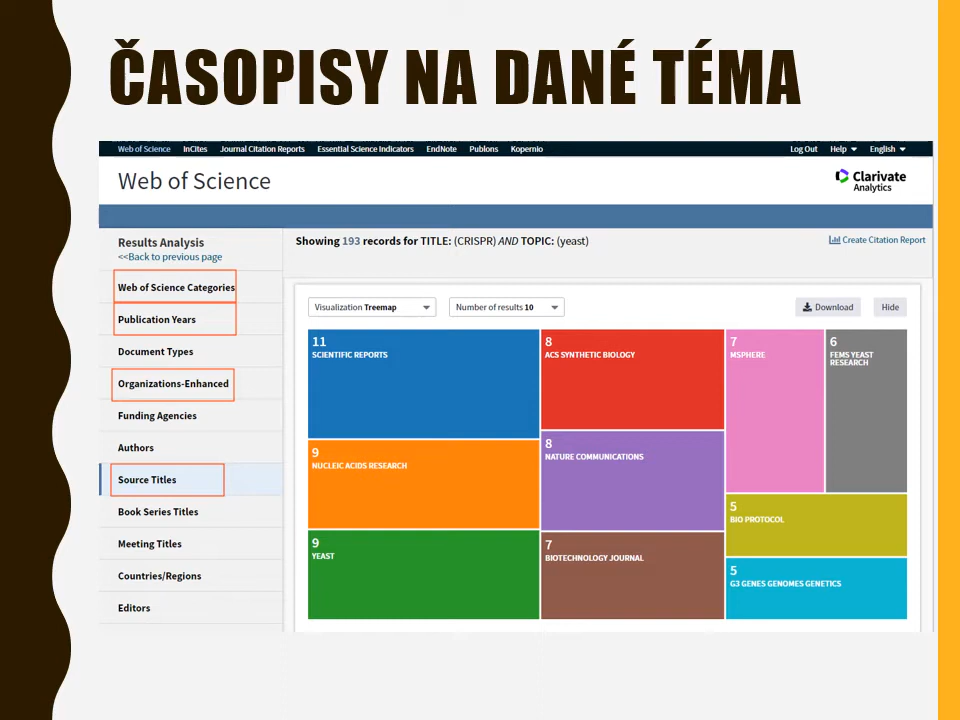 ČASOPISY NA DANÉ TÉMA
Web of Science InCites Journal Citation Reports Essential Science Indicators EndNote Publons Kopernio Log Out Help English
Web of Science
Clarivate
Analytics
Results Analysis
<<Back to previous page
Showing 193 records for TITLE: (CRISPR) AND TOPIC: (yeast)
Create Citation Report
Web of Science Categories
Publication Years
Document Types
Organizations-Enhanced
Funding Agencies
Authors
Source Titles
Book Series Titles
Meeting Titles
Countries/Regions
Editors
Visualization Treemap
Number of results 10
Download
Hide
11
SCIENTIFIC REPORTS
9
NUCLEIC ACIDS RESEARCH
9
YEAST
8
ACS SYNTHETIC BIOLOGY
8
NATURE COMMUNICATIONS
7
BIOTECHNOLOGY JOURNAL
7
MSPHERE
6
FEMS YEAST
RESEARCH
5
BIO PROTOCOL
5
G3 GENES GENOMES GENETICS